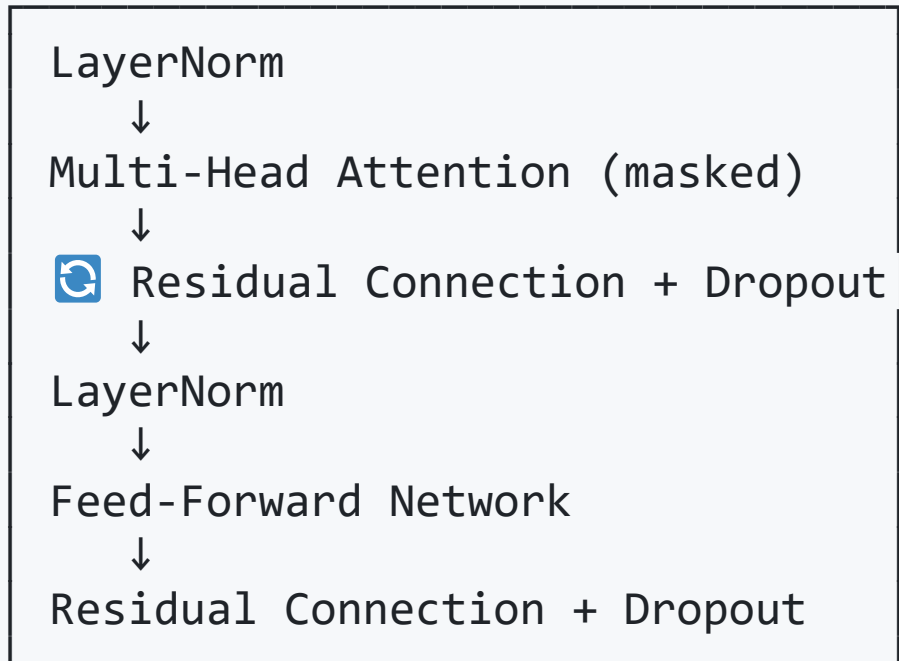 LayerNorm
↓
Multi-Head Attention (masked)
↓
🔄 Residual Connection + Dropout
↓
LayerNorm
↓
Feed-Forward Network
↓
Residual Connection + Dropout